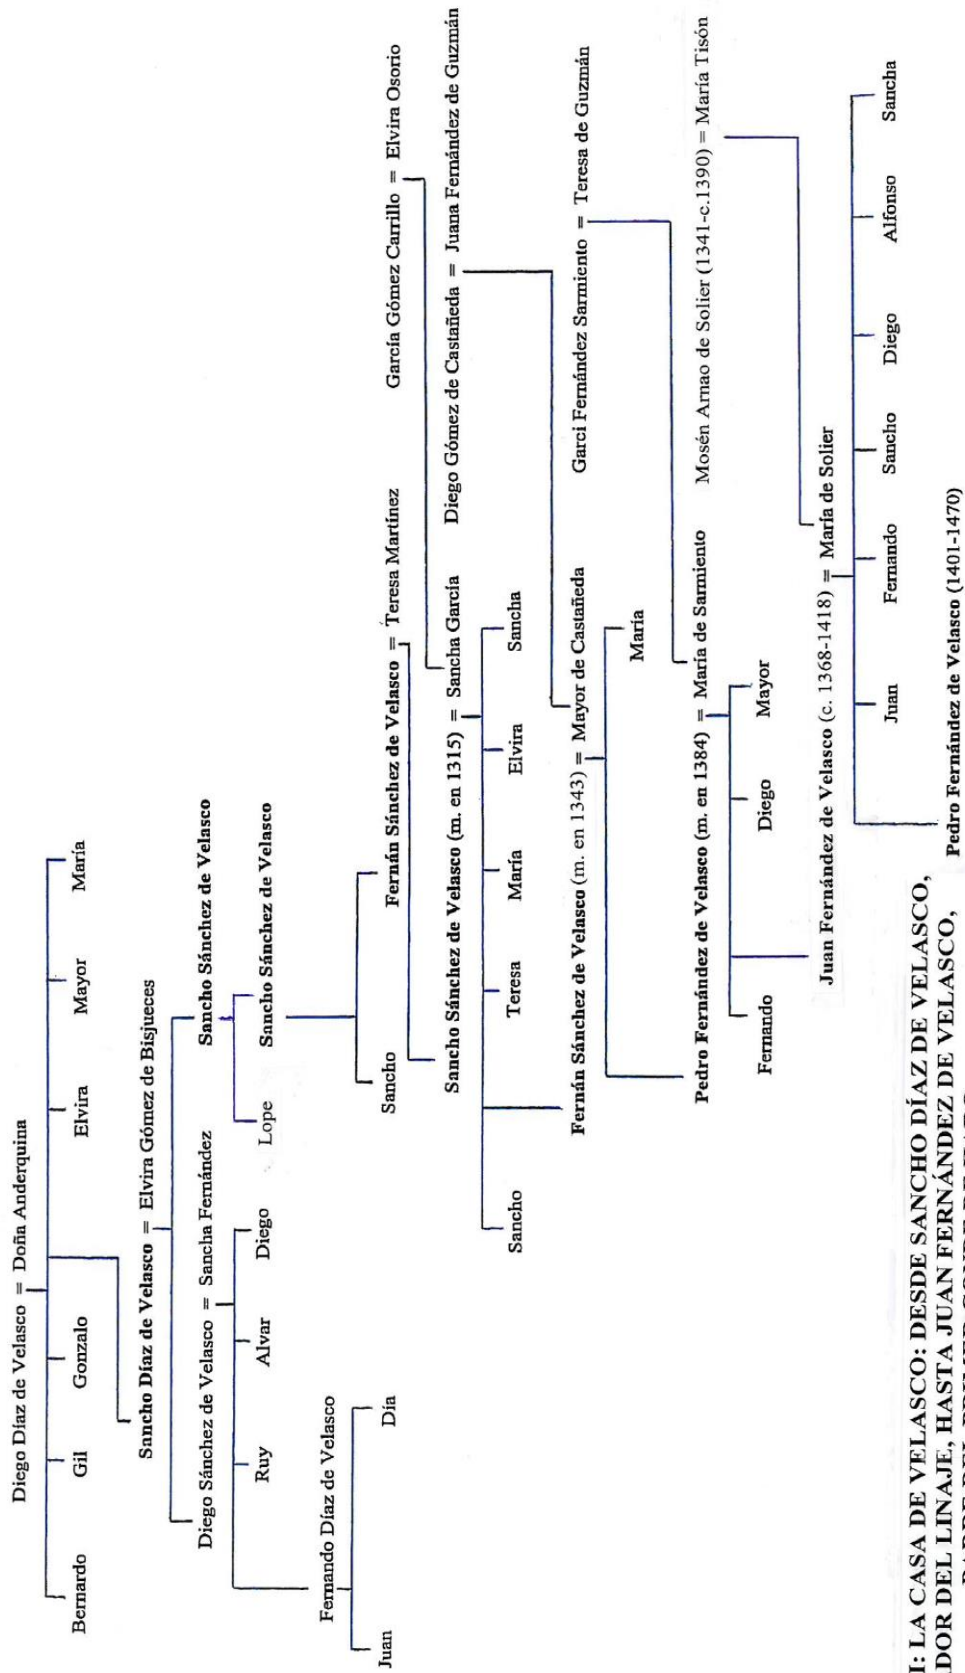 Diego Díaz de Velasco = Doña Anderquina
Bernardo Gil Gonzalo Elvira Mayor María
Sancho Díaz de Velasco = Elvira Gómez de Bisjueces
Diego Sánchez de Velasco = Sancha Fernández Sancho Sánchez de Velasco
Ruy Alvar Diego Lope Sancho Sánchez de Velasco
Fernando Díaz de Velasco
Juan Día
Sancho Fernán Sánchez de Velasco = Teresa Martínez García Gómez Carrillo = Elvira Osorio
Sancho Sánchez de Velasco (m. en 1315) = Sancha García Diego Gómez de Castañeda = Juana Fernández de Guzmán
Sancho Teresa María Elvira Sancha
Fernán Sánchez de Velasco (m. en 1343) = Mayor de Castañeda Garci Fernández Sarmiento = Teresa de Guzmán
María
Pedro Fernández de Velasco (m. en 1384) = María de Sarmiento Mosén Arnao de Solier (1341-c.1390) = María Tisón
Fernando Diego Mayor
Juan Fernández de Velasco (c. 1368-1418) = María de Solier
Juan Fernando Sancho Diego Alfonso Sancha
Pedro Fernández de Velasco (1401-1470)
I: LA CASA DE VELASCO: DESDE SANCHO DÍAZ DE VELASCO,
DOR DEL LINAJE, HASTA JUAN FERNÁNDEZ DE VELASCO,